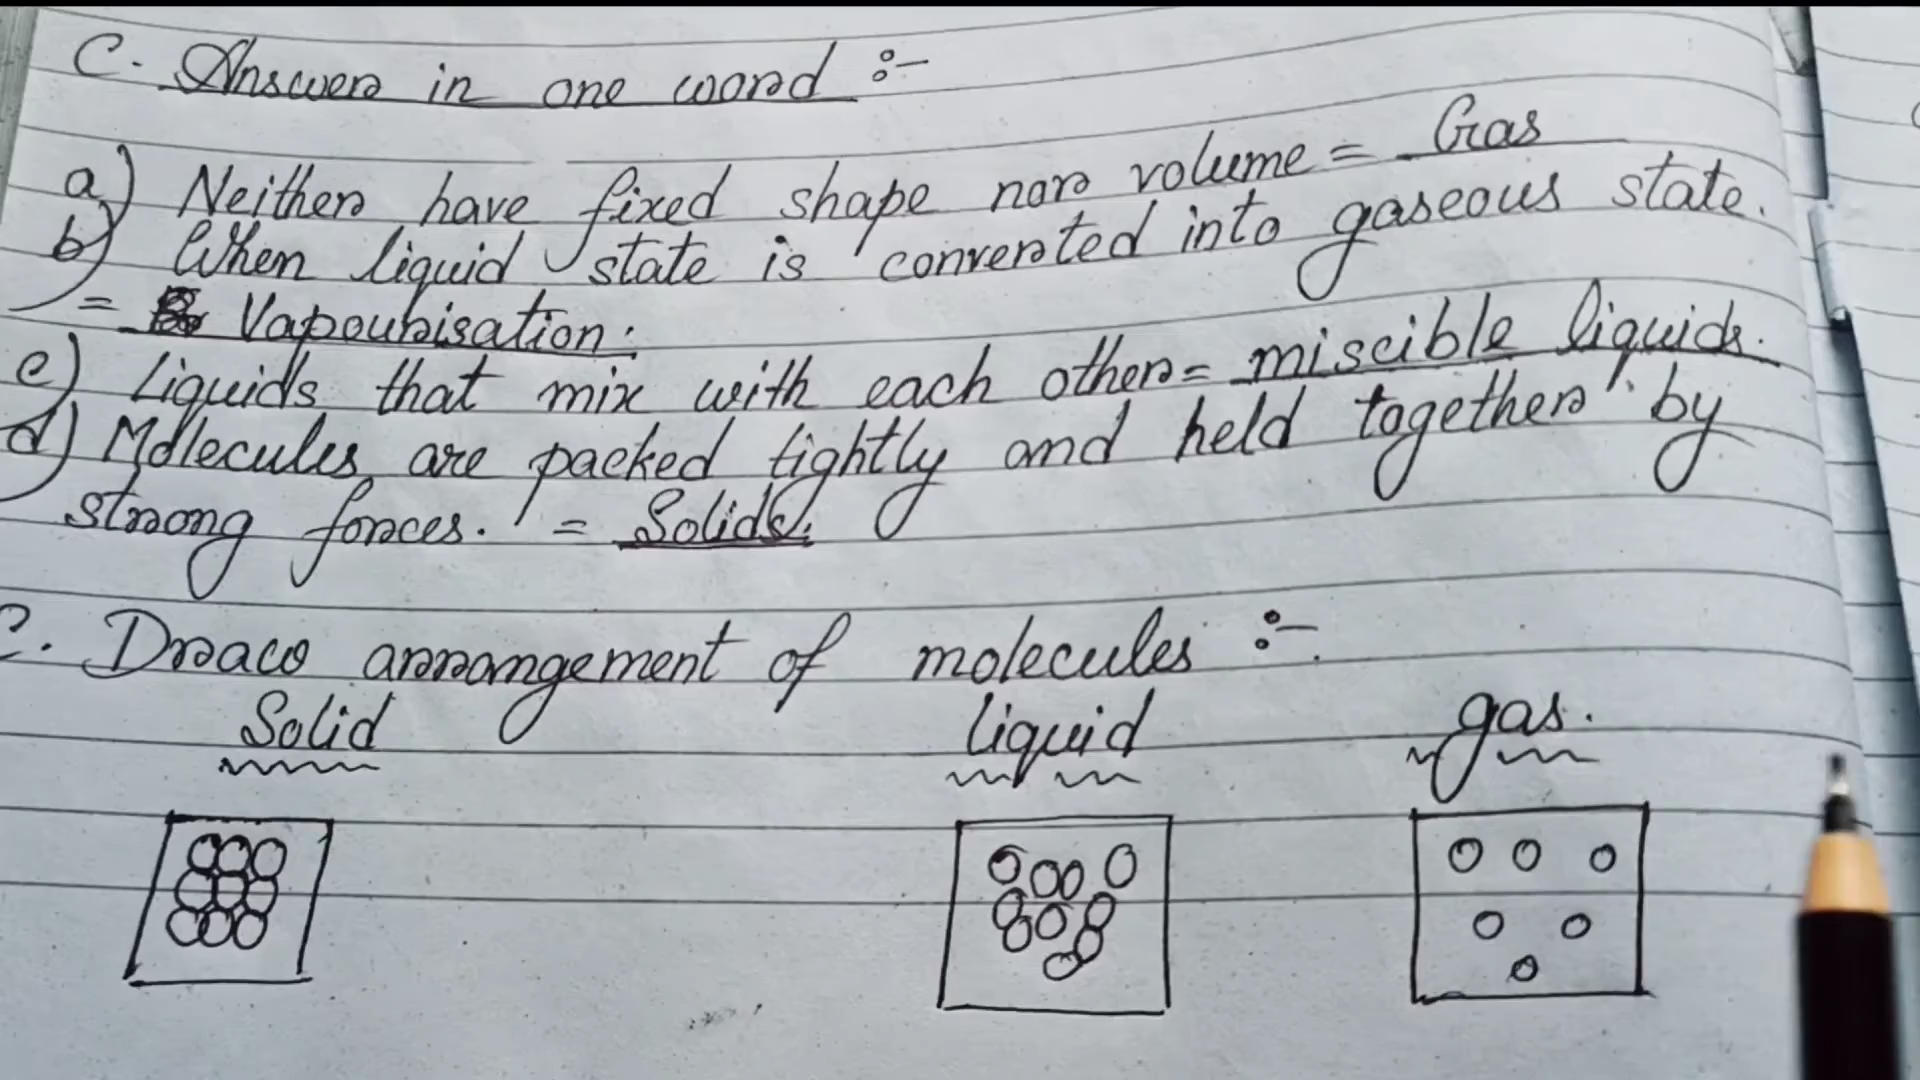 C. Answer in one word :-
a) Neither have fixed shape nor volume = Gas
b) When liquid state is converted into gaseous state.
= Vapourisation.
c) Liquids that mix with each other = miscible liquids.
d) Molecules are packed tightly and held together by
strong forces. = Solids.
2. Draw arrangement of molecules :-
Solid liquid gas.